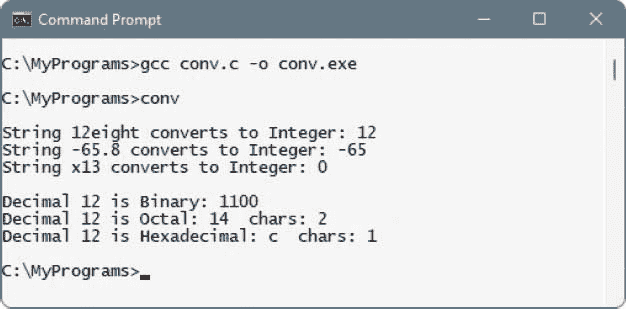 Command Prompt
C:\MyPrograms>gcc conv.c -o conv.exe
C:\MyPrograms>conv
String 12eight converts to Integer: 12
String -65.8 converts to Integer: -65
String x13 converts to Integer: 0
Decimal 12 is Binary: 1100
Decimal 12 is Octal: 14  chars: 2
Decimal 12 is Hexadecimal: c  chars: 1
C:\MyPrograms>